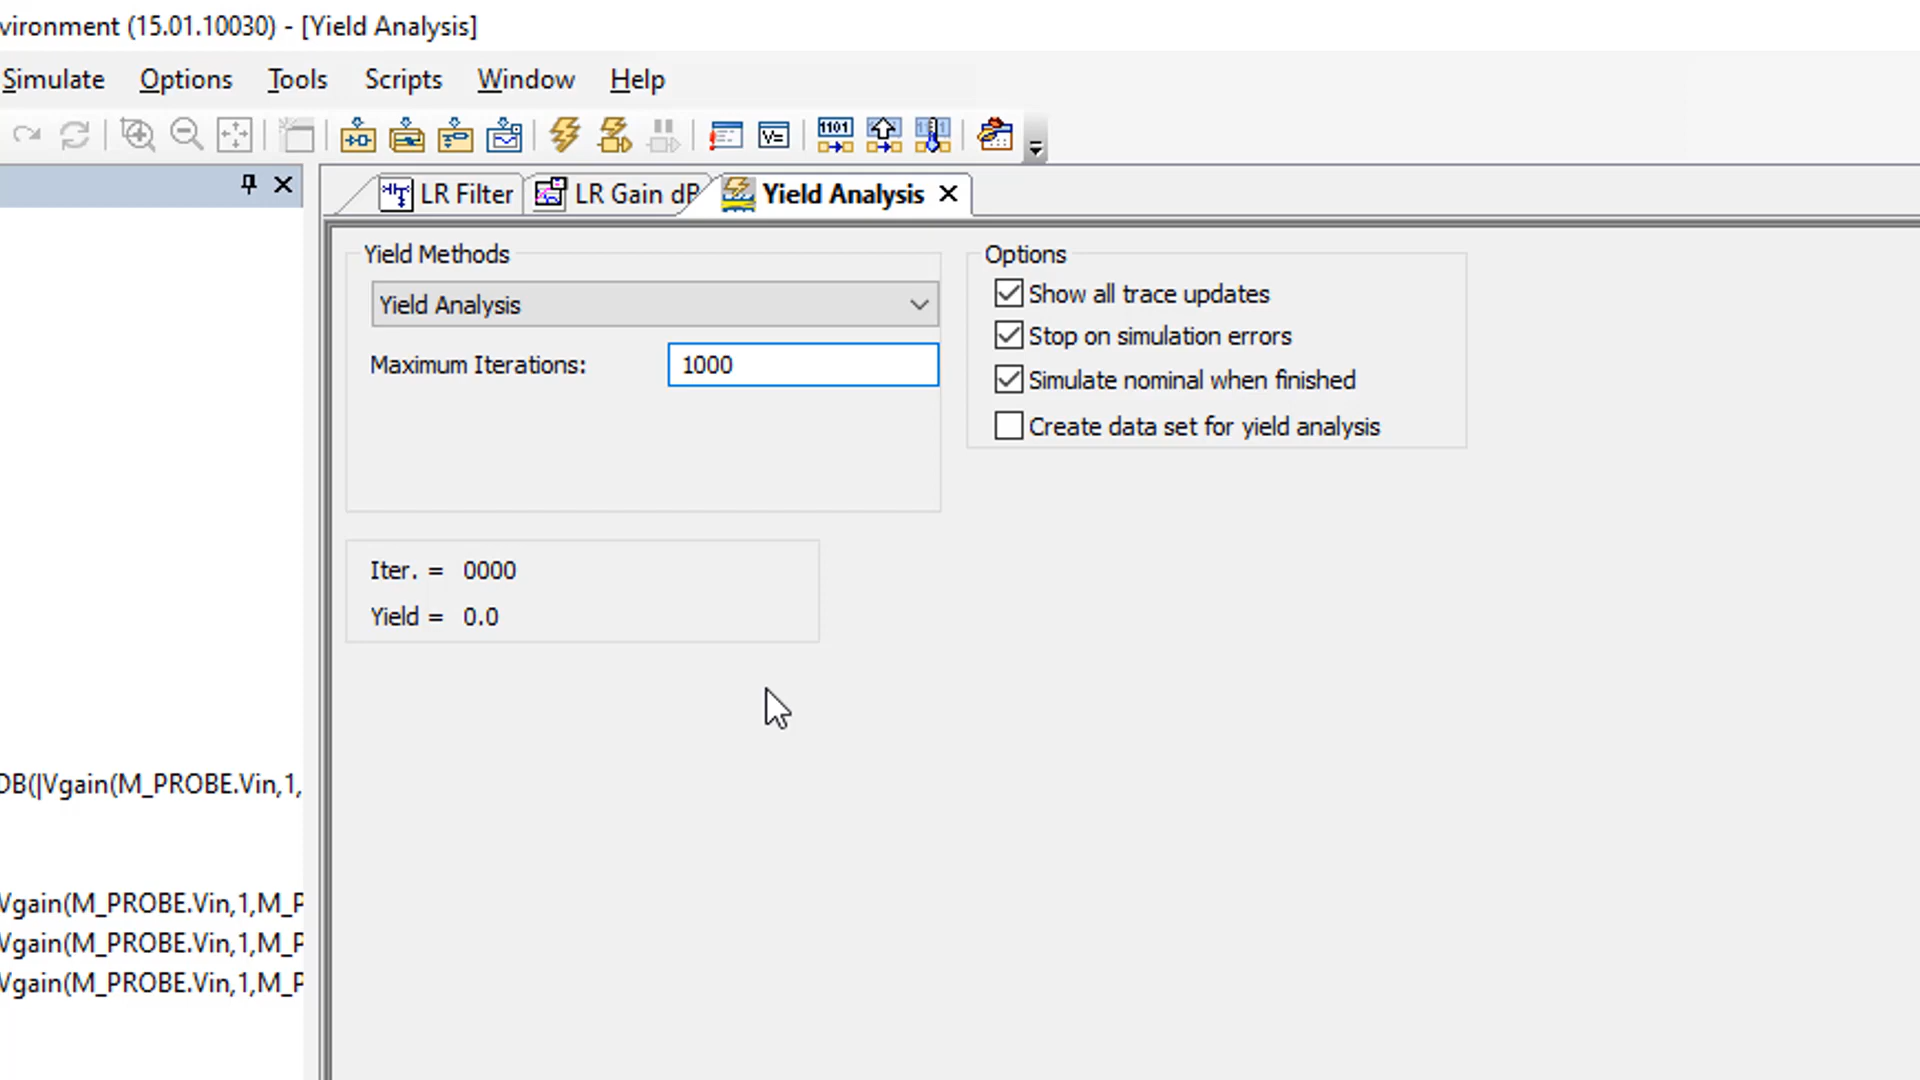 vironment (15.01.10030) - [Yield Analysis]
Simulate Options Tools Scripts Window Help
1101
V=
LR Filter
LR Gain dB
Yield Analysis
Yield Methods
Yield Analysis
Maximum Iterations: 1000
Options
Show all trace updates
Stop on simulation errors
Simulate nominal when finished
Create data set for yield analysis
Iter. = 0000
Yield = 0.0
DB(|Vgain(M_PROBE.Vin,1,
Vgain(M_PROBE.Vin,1,M_P
Vgain(M_PROBE.Vin,1,M_P
Vgain(M_PROBE.Vin,1,M_P